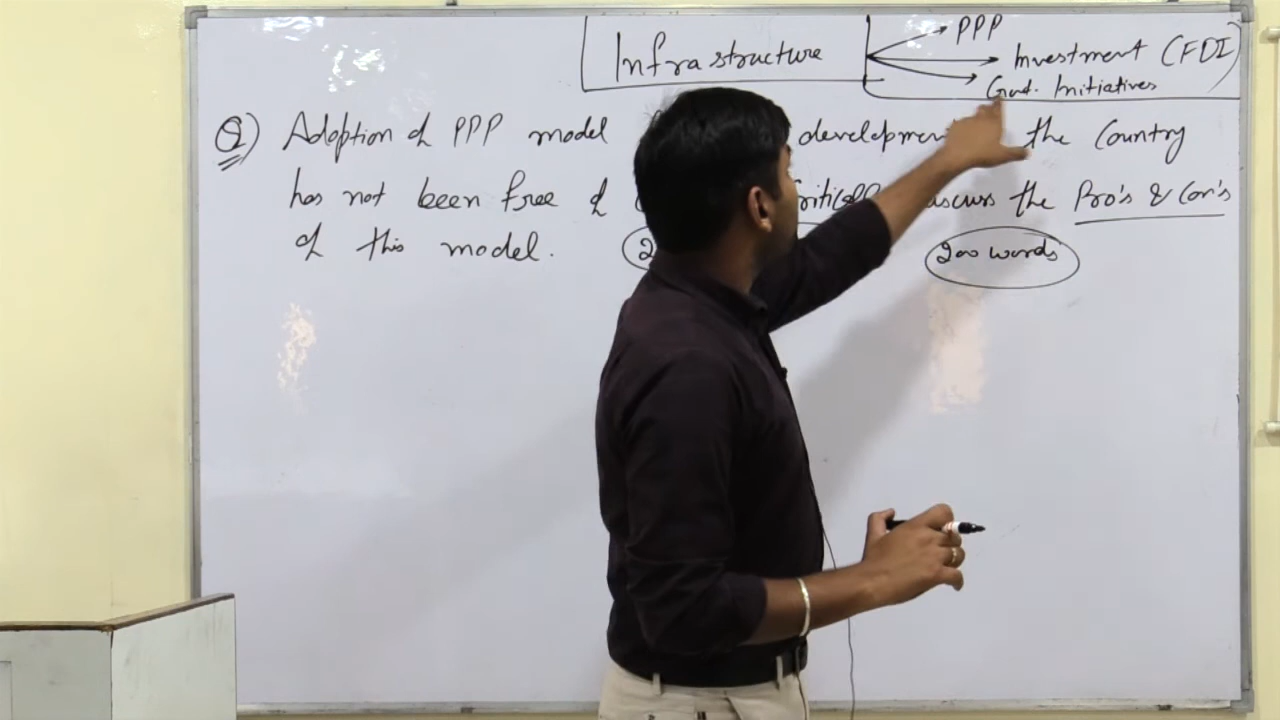 Infrastructure
PPP
Investment (FDI)
Govt. Initiatives
Q) Adoption of PPP model development the Country
has not been free of discuss the Pro's & Con's
of this model.
200 words